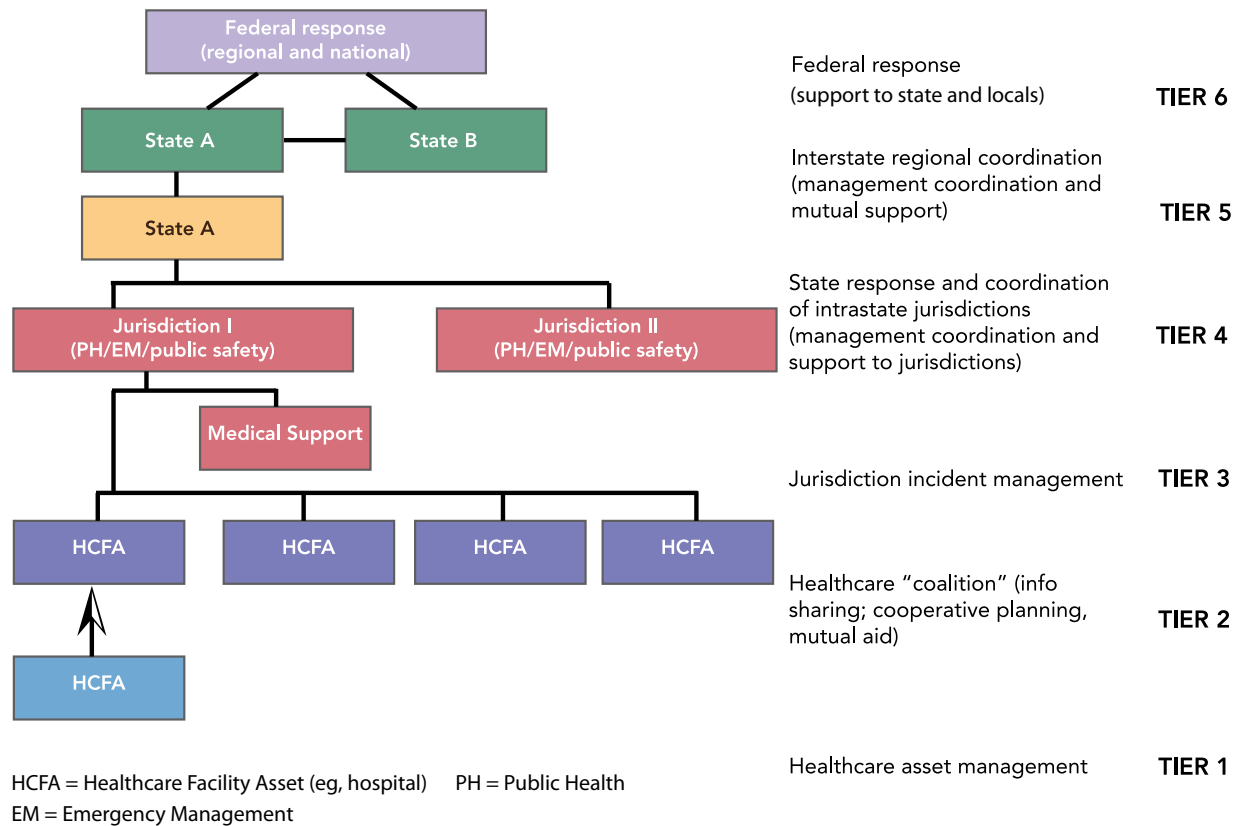 Federal response
(regional and national)
State A
State B
State A
Jurisdiction I
(PH/EM/public safety)
Jurisdiction II
(PH/EM/public safety)
Medical Support
HCFA
HCFA
HCFA
HCFA
HCFA
Federal response
(support to state and locals)
TIER 6
Interstate regional coordination
(management coordination and
mutual support)
TIER 5
State response and coordination
of intrastate jurisdictions
(management coordination and
support to jurisdictions)
TIER 4
Jurisdiction incident management
TIER 3
Healthcare “coalition” (info
sharing; cooperative planning,
mutual aid)
TIER 2
Healthcare asset management
TIER 1
HCFA = Healthcare Facility Asset (eg, hospital) PH = Public Health
EM = Emergency Management